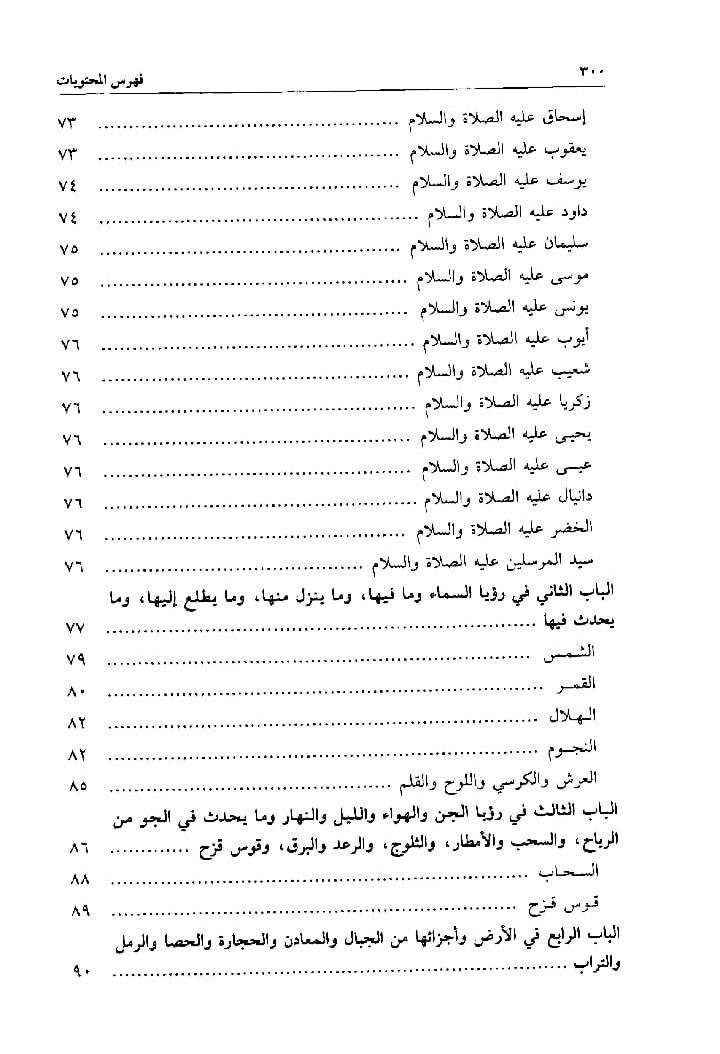 ٣٠٠
فهرس المحتويات
إسحاق عليه الصلاة والسلام ........................................ ٧٣
يعقوب عليه الصلاة والسلام ........................................ ٧٣
يوسف عليه الصلاة والسلام ........................................ ٧٤
داود عليه الصلاة والسلام ........................................ ٧٤
سليمان عليه الصلاة والسلام ........................................ ٧٥
موسى عليه الصلاة والسلام ........................................ ٧٥
يونس عليه الصلاة والسلام ........................................ ٧٥
أيوب عليه الصلاة والسلام ........................................ ٧٦
شعيب عليه الصلاة والسلام ........................................ ٧٦
زكريا عليه الصلاة والسلام ........................................ ٧٦
يحيى عليه الصلاة والسلام ........................................ ٧٦
عيسى عليه الصلاة والسلام ........................................ ٧٦
دانيال عليه الصلاة والسلام ........................................ ٧٦
الخضر عليه الصلاة والسلام ........................................ ٧٦
سيد المرسلين عليه الصلاة والسلام ................................ ٧٦
الباب الثاني في رؤيا السماء وما فيها، وما ينزل منها، وما يطلع إليها، وما
يحدث فيها ........................................ ٧٧
الشمس ........................................ ٧٩
القمر ........................................ ٨٠
الهلال ........................................ ٨٢
النجوم ........................................ ٨٢
العرش والكرسي واللوح والقلم ................................ ٨٥
الباب الثالث في رؤيا الجن والهواء والليل والنهار وما يحدث في الجو من
الرياح، والسحب والأمطار، والثلوج، والرعد والبرق، وقوس قزح ............ ٨٦
السحاب ........................................ ٨٨
قوس قزح ........................................ ٨٩
الباب الرابع في الأرض وأجزائها من الجبال والمعادن والحجارة والحصا والرمل
والتراب ........................................ ٩٠